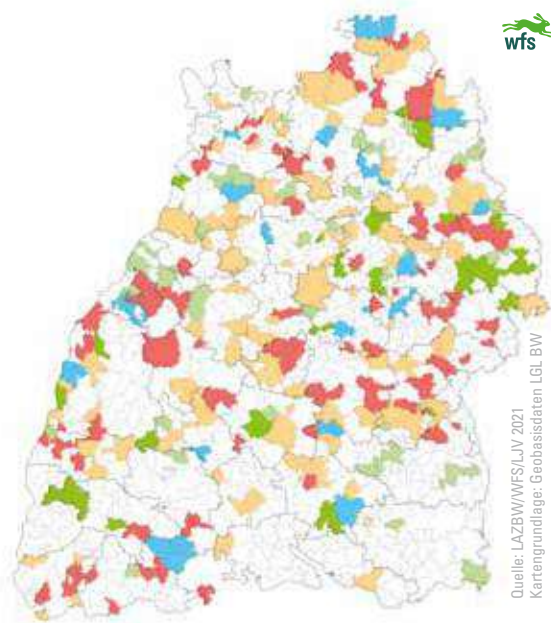 wfs
Quelle: LAZBW/WFS/LJV 2021
Kartengrundlage: Geobasisdaten LGL BW